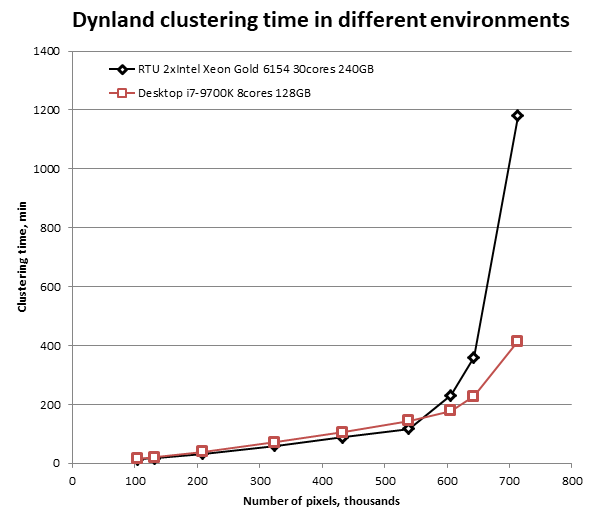 Dynland clustering time in different environments
1400
RTU 2xIntel Xeon Gold 6154 30cores 240GB
Desktop i7-9700K 8cores 128GB
1200
1000
800
600
400
200
0
Clustering time, min
0 100 200 300 400 500 600 700 800
Number of pixels, thousands